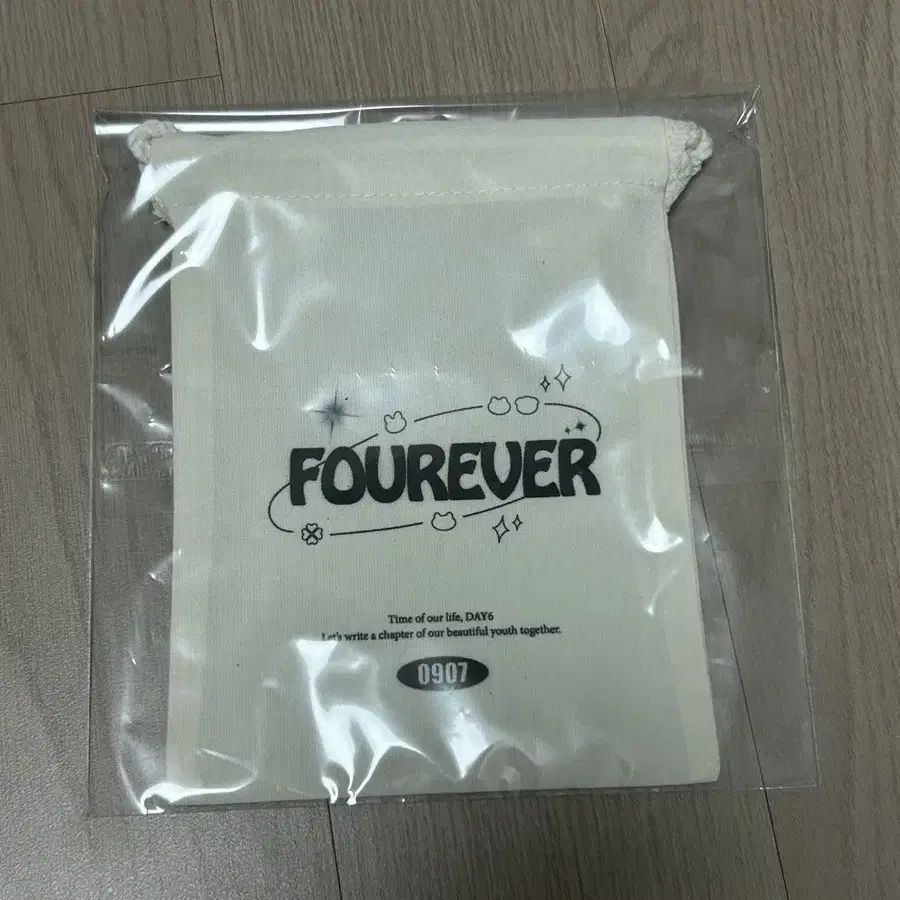 FOUREVER
Time of our life, DAY6
Let's write a chapter of our beautiful youth together.
0907